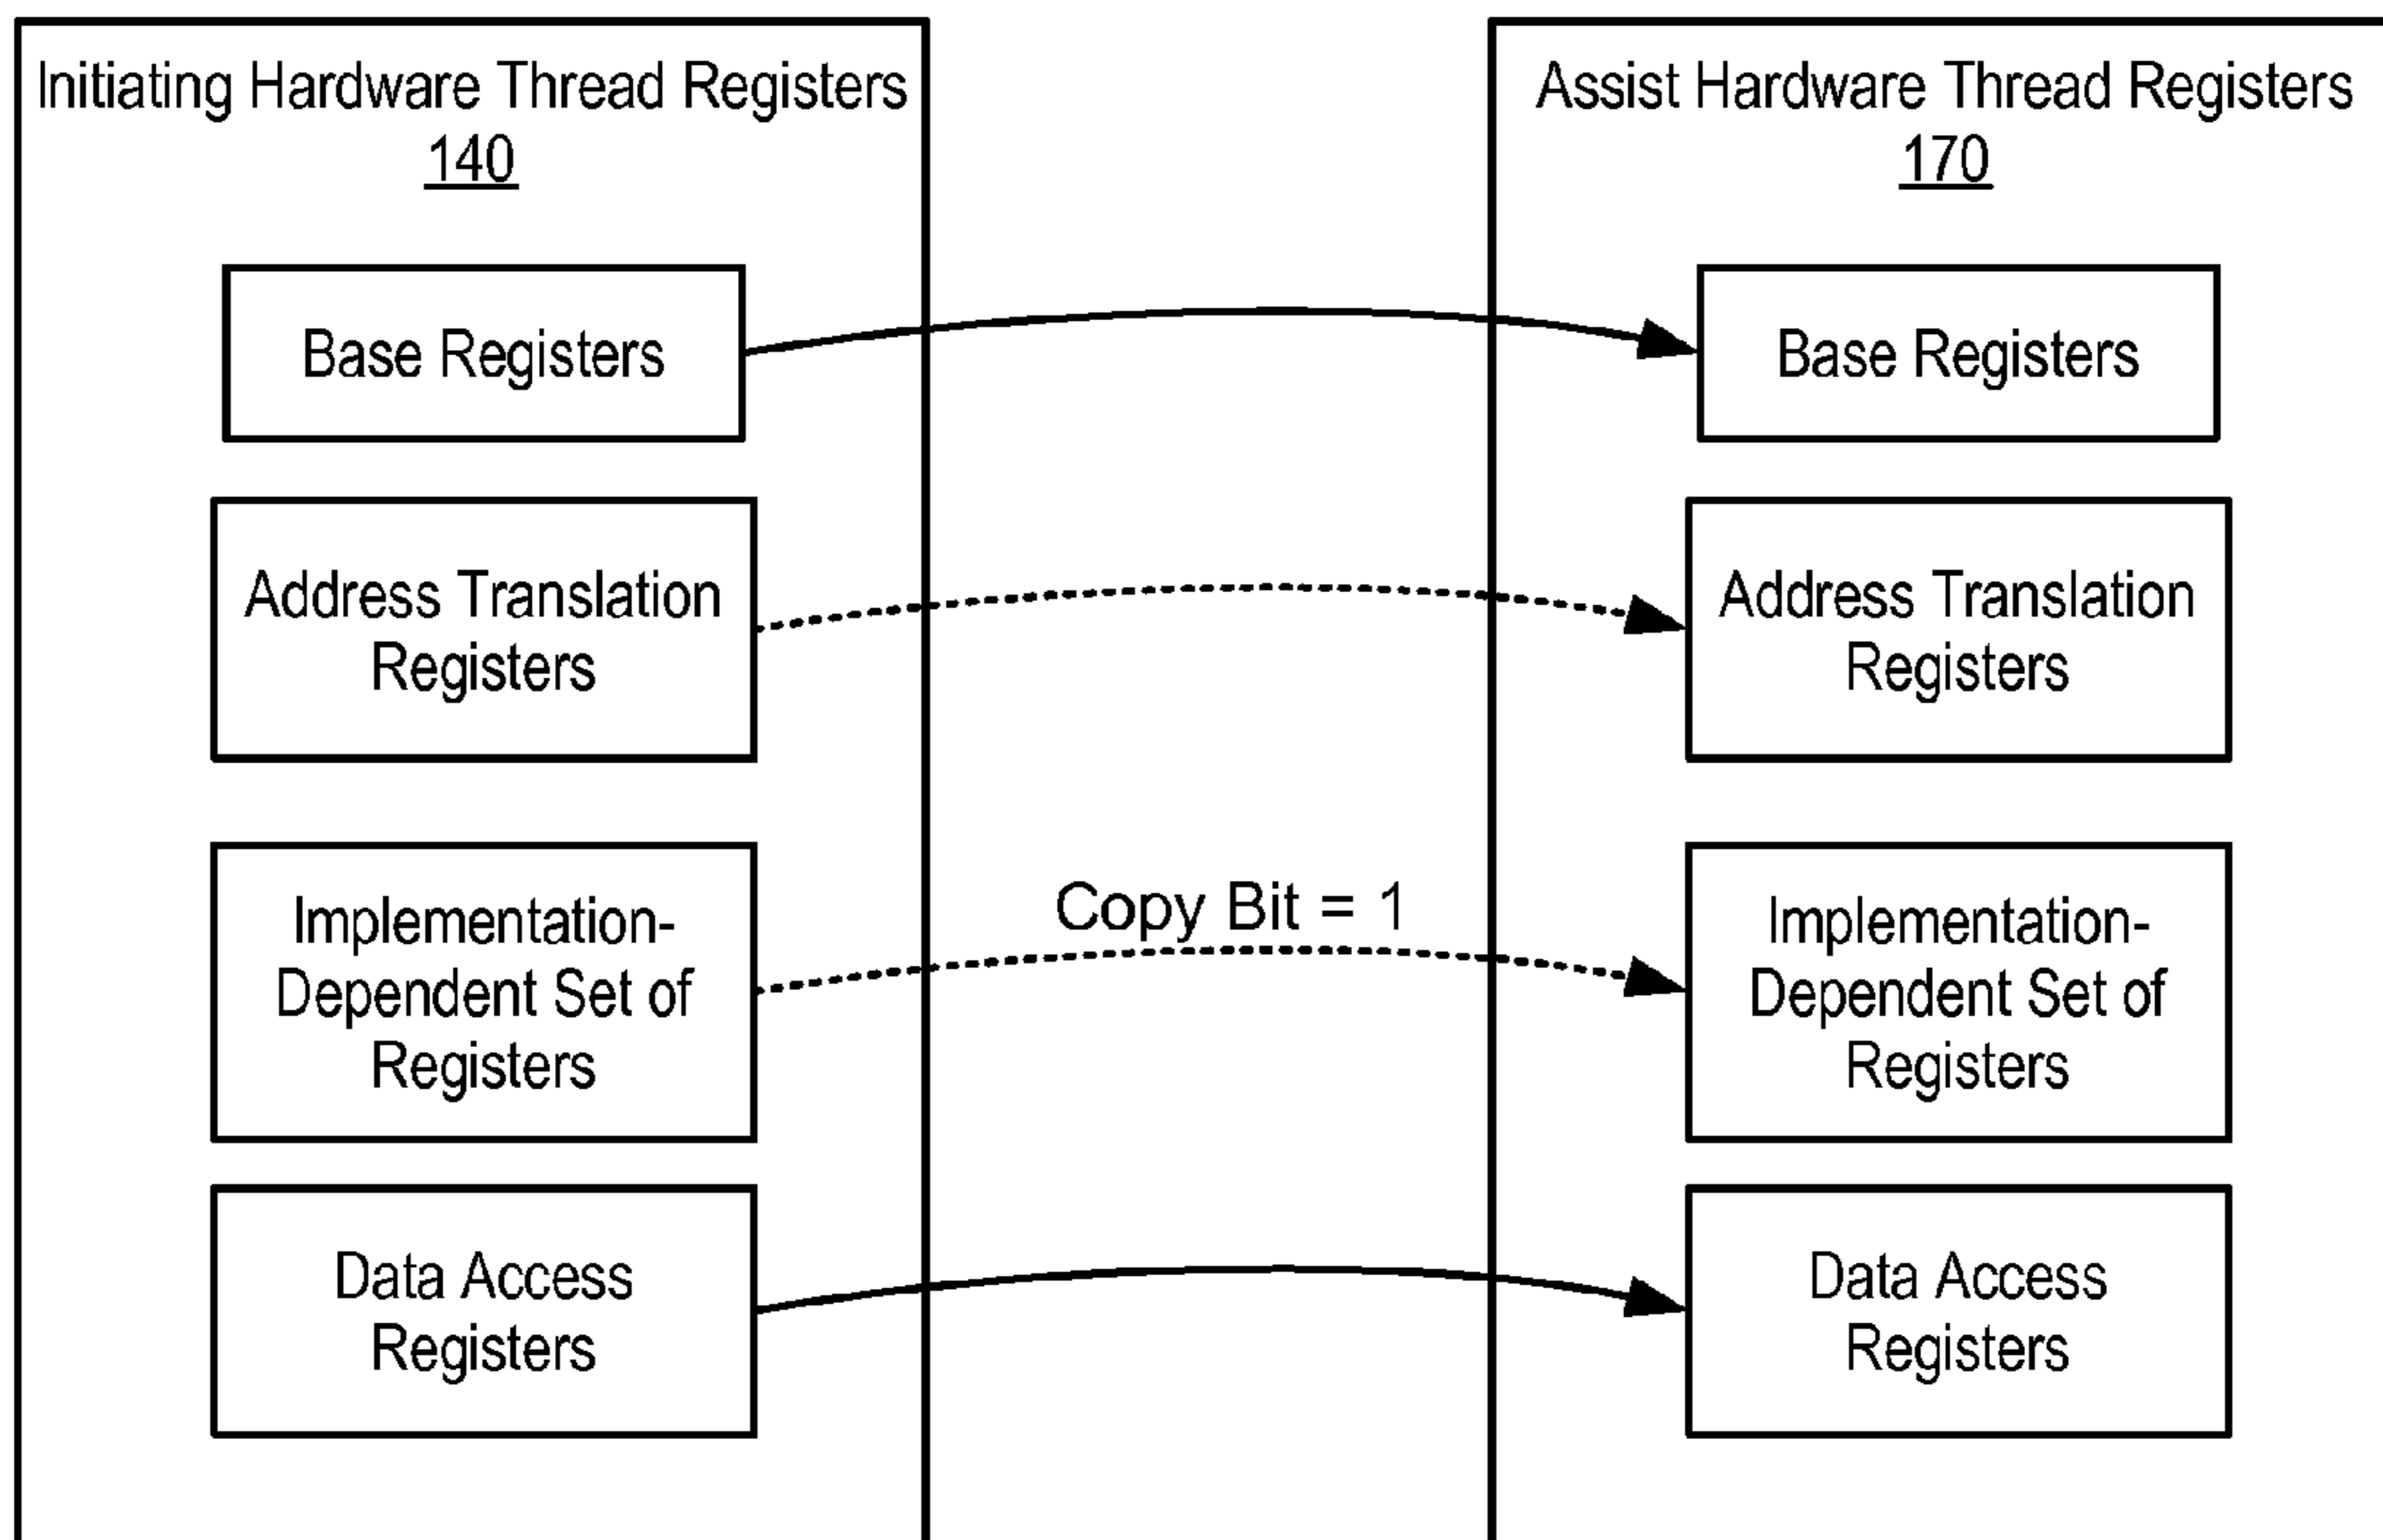 Initiating Hardware Thread Registers
140
Base Registers
Address Translation
Registers
Implementation-
Dependent Set of
Registers
Data Access
Registers
Copy Bit = 1
Assist Hardware Thread Registers
170
Base Registers
Address Translation
Registers
Implementation-
Dependent Set of
Registers
Data Access
Registers